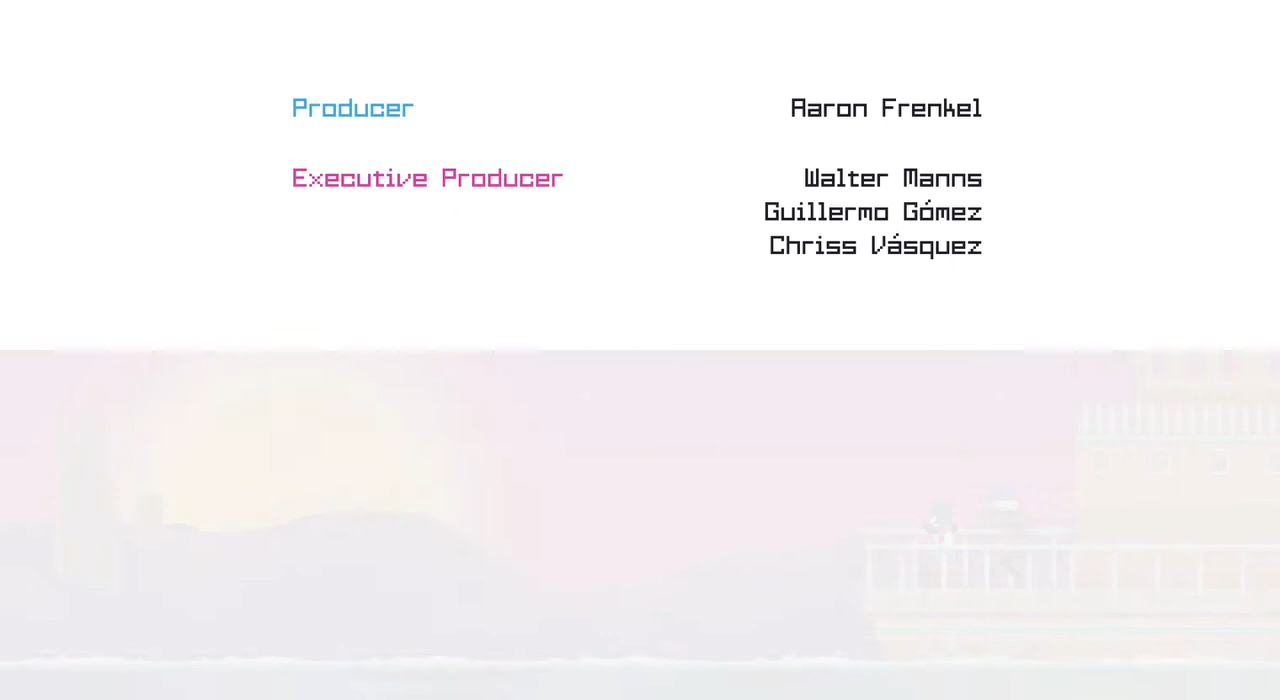 Producer Aaron Frenkel
Executive Producer Walter Manns
Guillermo Gómez
Chriss Vásquez